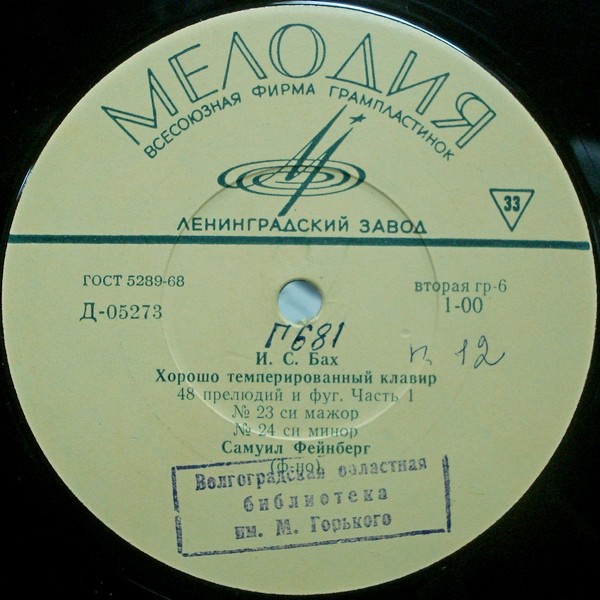 МЕЛОДИЯ
ВСЕСОЮЗНАЯ ФИРМА ГРАМПЛАСТИНОК
33
ЛЕНИНГРАДСКИЙ ЗАВОД
ГОСТ 5289-68
вторая гр-6
Д-05273
1-00
П681
п 12
И. С. Бах
Хорошо темперированный клавир
48 прелюдий и фуг. Часть 1
№ 23 си мажор
№ 24 си минор
Самуил Фейнберг
(ф-но)
Волгоградская областная
библиотека
им. М. Горького